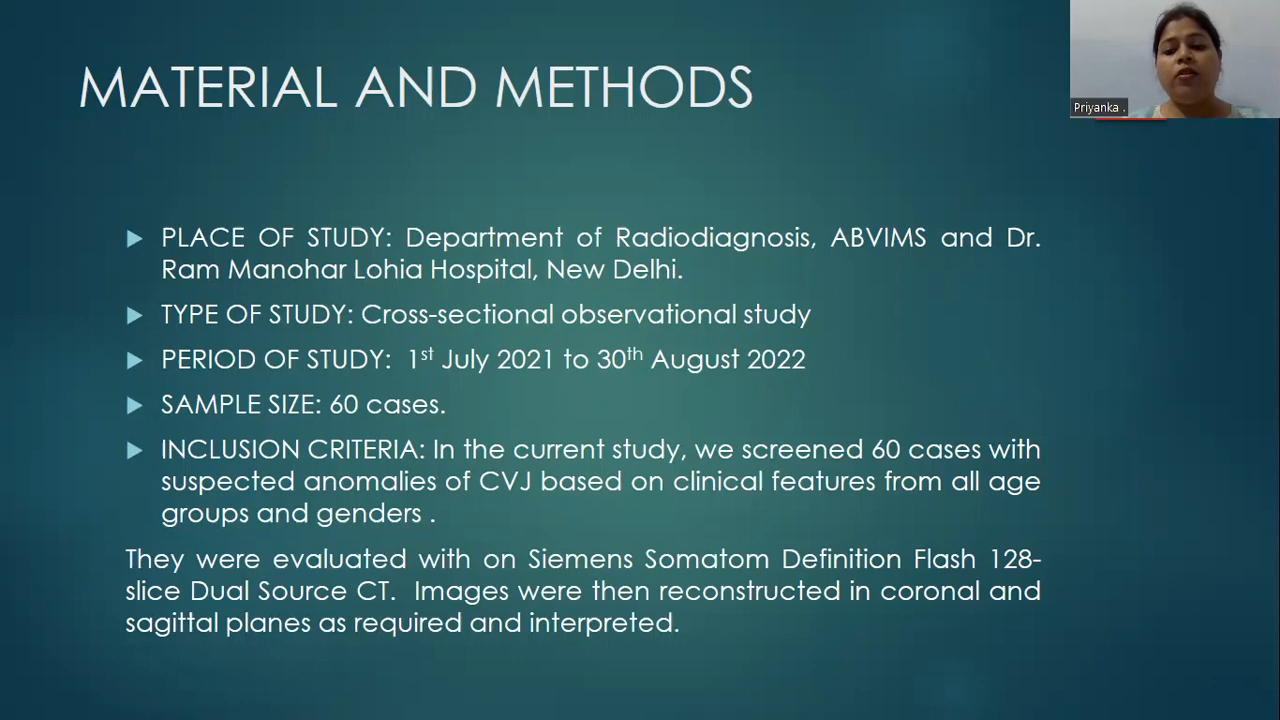 MATERIAL AND METHODS
Priyanka .
PLACE OF STUDY: Department of Radiodiagnosis, ABVIMS and Dr.
Ram Manohar Lohia Hospital, New Delhi.
TYPE OF STUDY: Cross-sectional observational study
PERIOD OF STUDY: 1st July 2021 to 30th August 2022
SAMPLE SIZE: 60 cases.
INCLUSION CRITERIA: In the current study, we screened 60 cases with
suspected anomalies of CVJ based on clinical features from all age
groups and genders .
They were evaluated with on Siemens Somatom Definition Flash 128-
slice Dual Source CT. Images were then reconstructed in coronal and
sagittal planes as required and interpreted.